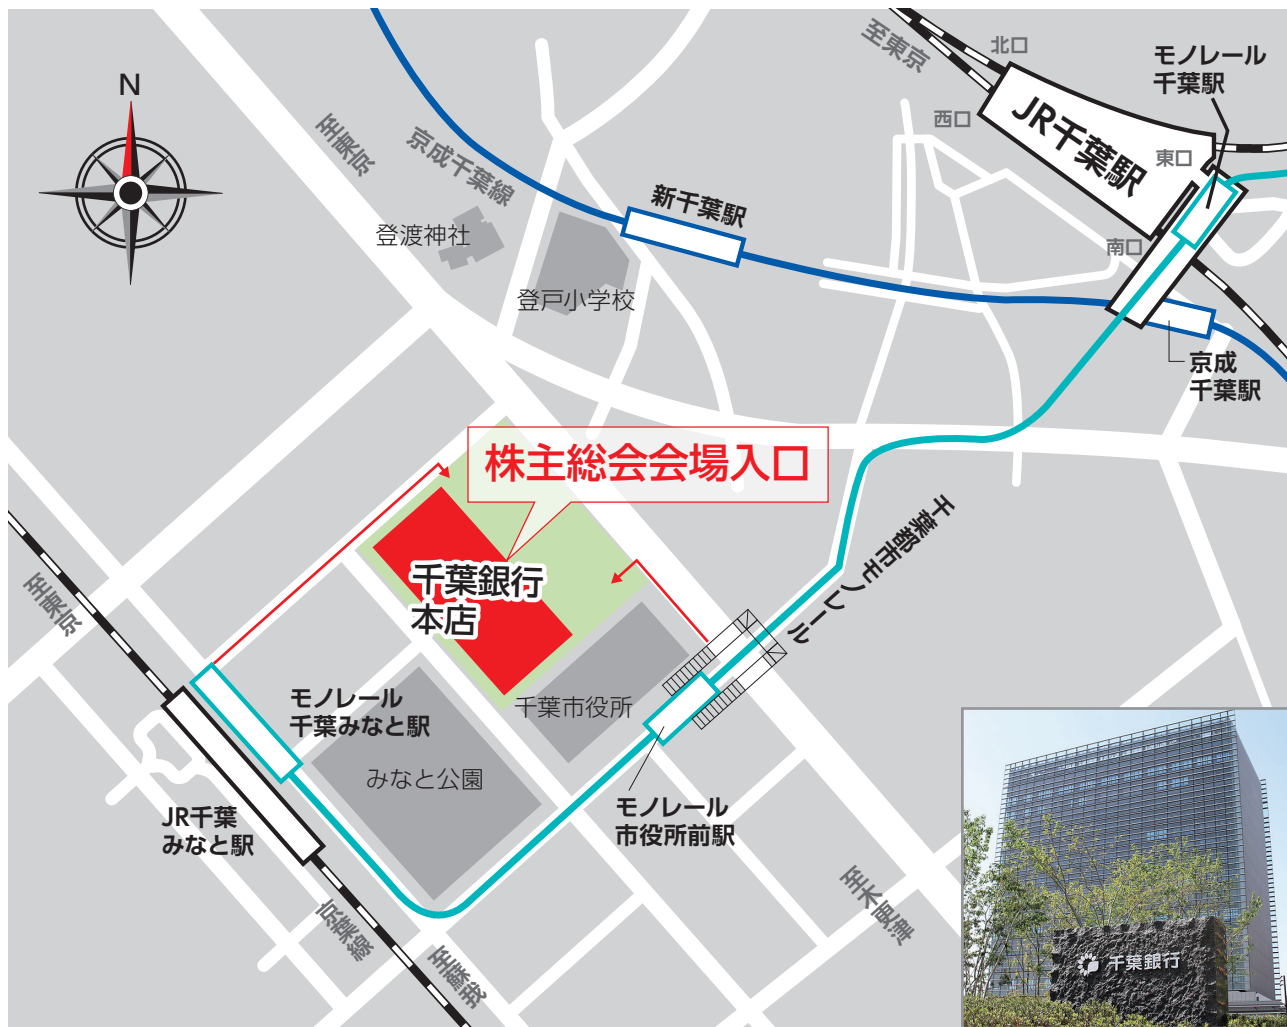 N
至東京
京成千葉線
登渡神社
登戸小学校
新千葉駅
至東京
北口
西口
JR千葉駅
東口
南口
モノレール
千葉駅
京成
千葉駅
株主総会会場入口
千葉銀行
本店
千葉都市モノレール
至東京
モノレール
千葉みなと駅
千葉市役所
みなと公園
JR千葉
みなと駅
モノレール
市役所前駅
京葉線
至蘇我
至木更津
千葉銀行